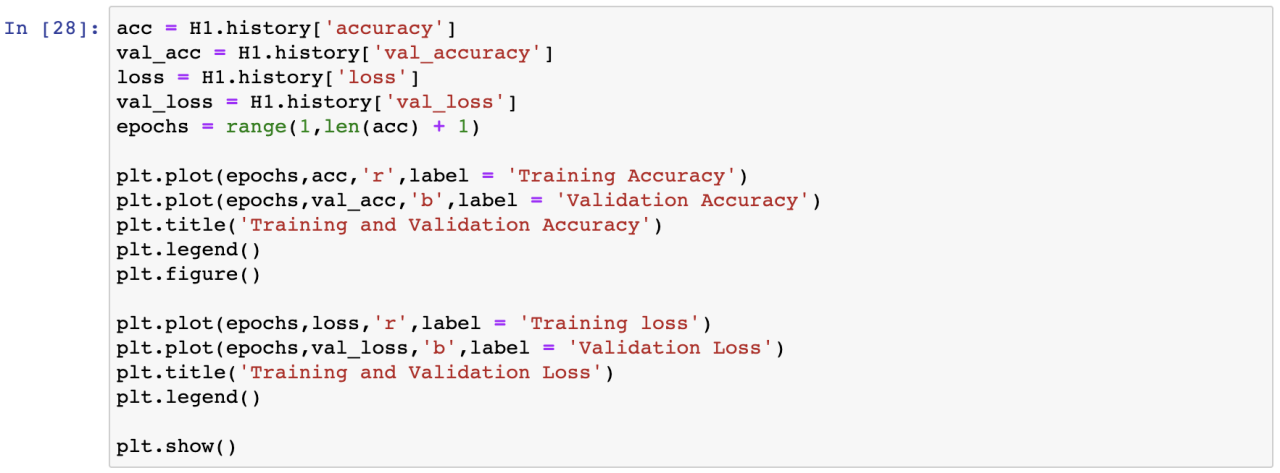 In [28]: acc = H1.history['accuracy']
val_acc = H1.history['val_accuracy']
loss = H1.history['loss']
val_loss = H1.history['val_loss']
epochs = range(1,len(acc) + 1)
plt.plot(epochs,acc,'r',label = 'Training Accuracy')
plt.plot(epochs,val_acc,'b',label = 'Validation Accuracy')
plt.title('Training and Validation Accuracy')
plt.legend()
plt.figure()
plt.plot(epochs,loss,'r',label = 'Training loss')
plt.plot(epochs,val_loss,'b',label = 'Validation Loss')
plt.title('Training and Validation Loss')
plt.legend()
plt.show()